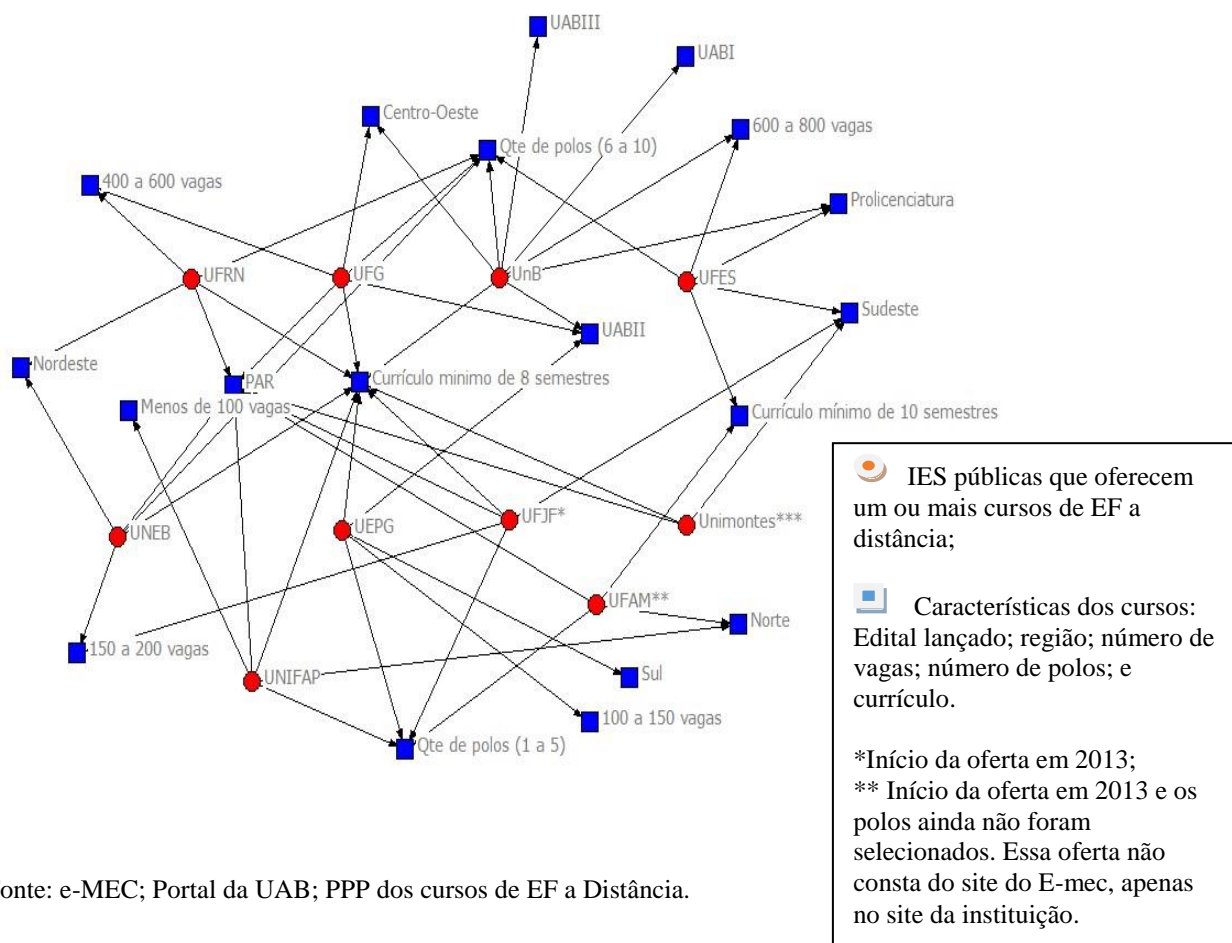 UABIII
UABI
Centro-Oeste
600 a 800 vagas
Qte de polos (6 a 10)
400 a 600 vagas
Prolicenciatura
UFRN
UFG
UnB
UFES
Sudeste
UABII
Nordeste
PAR
Currículo minimo de 8 semestres
Menos de 100 vagas
Currículo mínimo de 10 semestres
UNEB
UEPG
UFJF*
Unimontes***
UFAM**
Norte
150 a 200 vagas
UNIFAP
Sul
100 a 150 vagas
Qte de polos (1 a 5)
IES públicas que oferecem
um ou mais cursos de EF a
distância;
Características dos cursos:
Edital lançado; região; número de
vagas; número de polos; e
currículo.
*Início da oferta em 2013;
** Início da oferta em 2013 e os
polos ainda não foram
selecionados. Essa oferta não
consta do site do E-mec, apenas
no site da instituição.
onte: e-MEC; Portal da UAB; PPP dos cursos de EF a Distância.